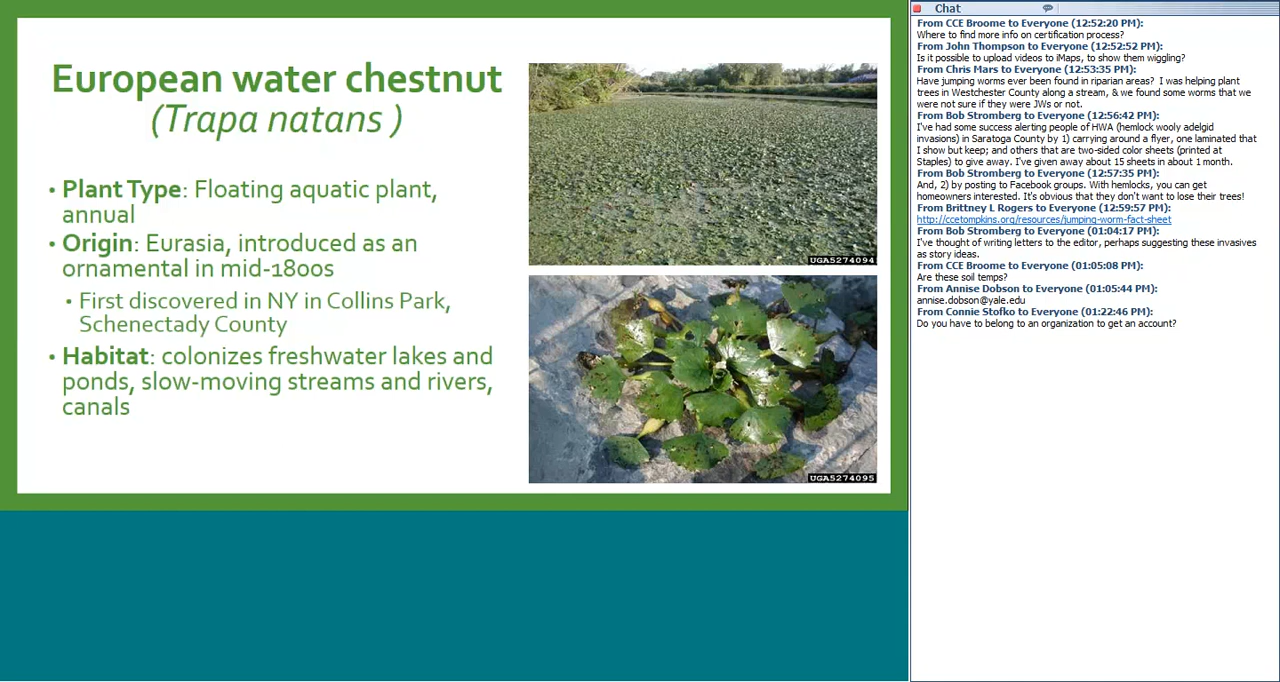 European water chestnut
(Trapa natans )
• Plant Type: Floating aquatic plant,
annual
• Origin: Eurasia, introduced as an
ornamental in mid-1800s
• First discovered in NY in Collins Park,
Schenectady County
• Habitat: colonizes freshwater lakes and
ponds, slow-moving streams and rivers,
canals
UGA5274094
UGA5274095
Chat
From CCE Broome to Everyone (12:52:20 PM):
Where to find more info on certification process?
From John Thompson to Everyone (12:52:52 PM):
Is it possible to upload videos to iMaps, to show them wiggling?
From Chris Mars to Everyone (12:53:35 PM):
Have jumping worms ever been found in riparian areas?  I was helping plant
trees in Westchester County along a stream, & we found some worms that we
were not sure if they were JWs or not.
From Bob Stromberg to Everyone (12:56:42 PM):
I've had some success alerting people of HWA (hemlock wooly adelgid
invasions) in Saratoga County by 1) carrying around a flyer, one laminated that
I show but keep; and others that are two-sided color sheets (printed at
Staples) to give away. I've given away about 15 sheets in about 1 month.
From Bob Stromberg to Everyone (12:57:35 PM):
And, 2) by posting to Facebook groups. With hemlocks, you can get
homeowners interested. It's obvious that they don't want to lose their trees!
From Brittney L Rogers to Everyone (12:59:57 PM):
http://ccetompkins.org/resources/jumping-worm-fact-sheet
From Bob Stromberg to Everyone (01:04:17 PM):
I've thought of writing letters to the editor, perhaps suggesting these invasives
as story ideas.
From CCE Broome to Everyone (01:05:08 PM):
Are these soil temps?
From Annise Dobson to Everyone (01:05:44 PM):
annise.dobson@yale.edu
From Connie Stofko to Everyone (01:22:46 PM):
Do you have to belong to an organization to get an account?